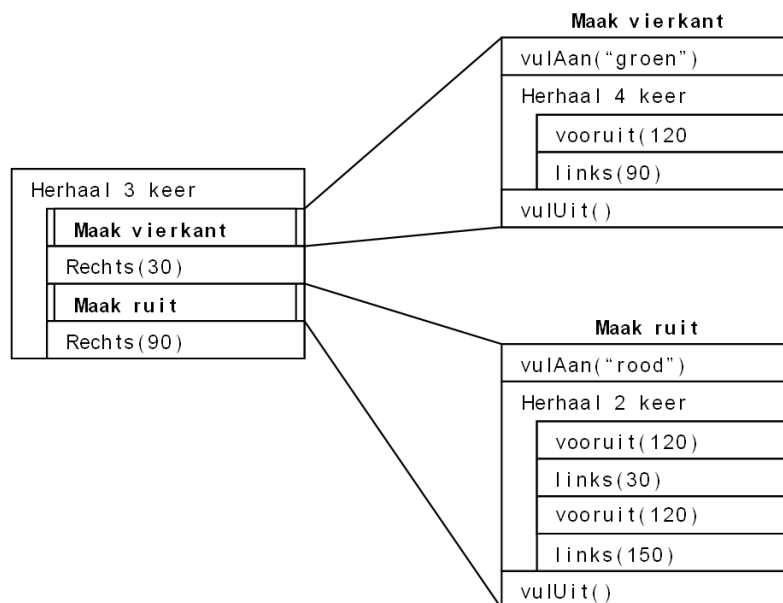 Herhaal 3 keer
Maak vierkant
Rechts(30)
Maak ruit
Rechts(90)
Maak vierkant
vulAan(“groen”)
Herhaal 4 keer
vooruit(120
links(90)
vulUit()
Maak ruit
vulAan(“rood”)
Herhaal 2 keer
vooruit(120)
links(30)
vooruit(120)
links(150)
vulUit()